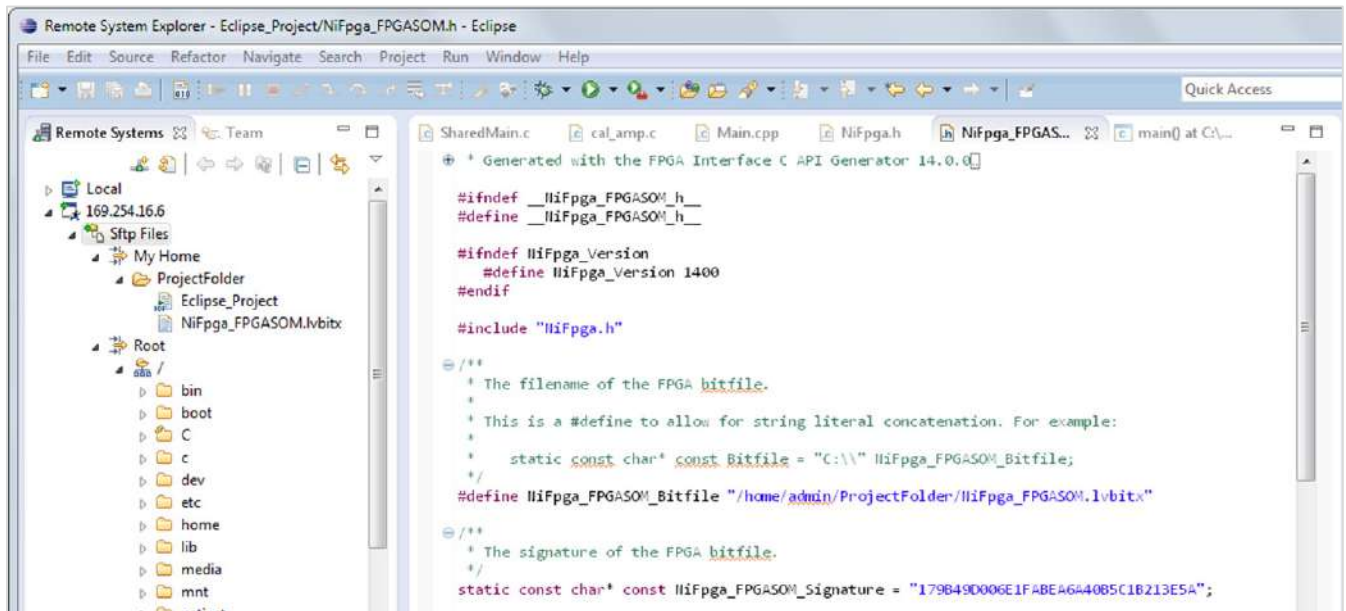 Remote System Explorer - Eclipse_Project/NiFpga_FPGASOM.h - Eclipse
File Edit Source Refactor Navigate Search Project Run Window Help
Quick Access
Remote Systems Team
Local
169.254.16.6
Sftp Files
My Home
ProjectFolder
Eclipse_Project
NiFpga_FPGASOM.lvbitx
Root
/
bin
boot
C
c
dev
etc
home
lib
media
mnt
SharedMain.c cal_amp.c Main.cpp NiFpga.h NiFpga_FPGAS... main() at C:\...
* Generated with the FPGA Interface C API Generator 14.0.0
#ifndef __NiFpga_FPGASOM_h__
#define __NiFpga_FPGASOM_h__
#ifndef NiFpga_Version
#define NiFpga_Version 1400
#endif
#include "NiFpga.h"
/**
* The filename of the FPGA bitfile.
*
* This is a #define to allow for string literal concatenation. For example:
*
* static const char* const Bitfile = "C:\\" NiFpga_FPGASOM_Bitfile;
*/
#define NiFpga_FPGASOM_Bitfile "/home/admin/ProjectFolder/NiFpga_FPGASOM.lvbitx"
/**
* The signature of the FPGA bitfile.
*/
static const char* const NiFpga_FPGASOM_Signature = "179B49D006E1FABEA6A40B5C1B213E5A";